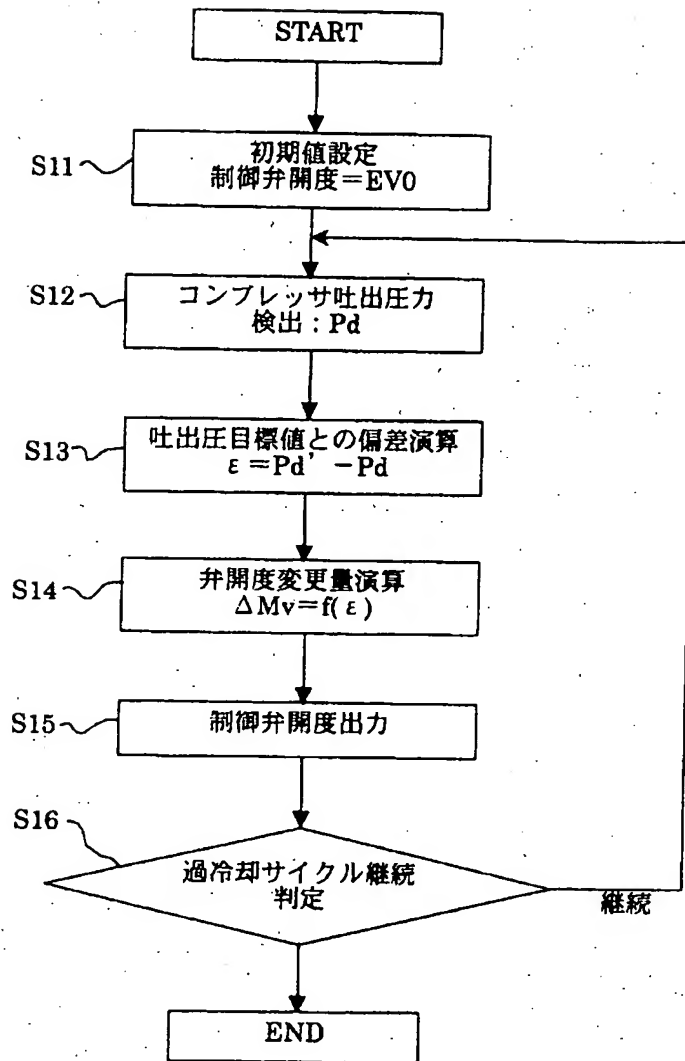 START
S11
初期値設定
制御弁開度＝EV0
S12
コンプレッサ吐出圧力
検出：Pd
S13
吐出圧目標値との偏差演算
ε＝Pd’－Pd
S14
弁開度変更量演算
ΔMv＝f(ε)
S15
制御弁開度出力
S16
過冷却サイクル継続
判定
継続
END